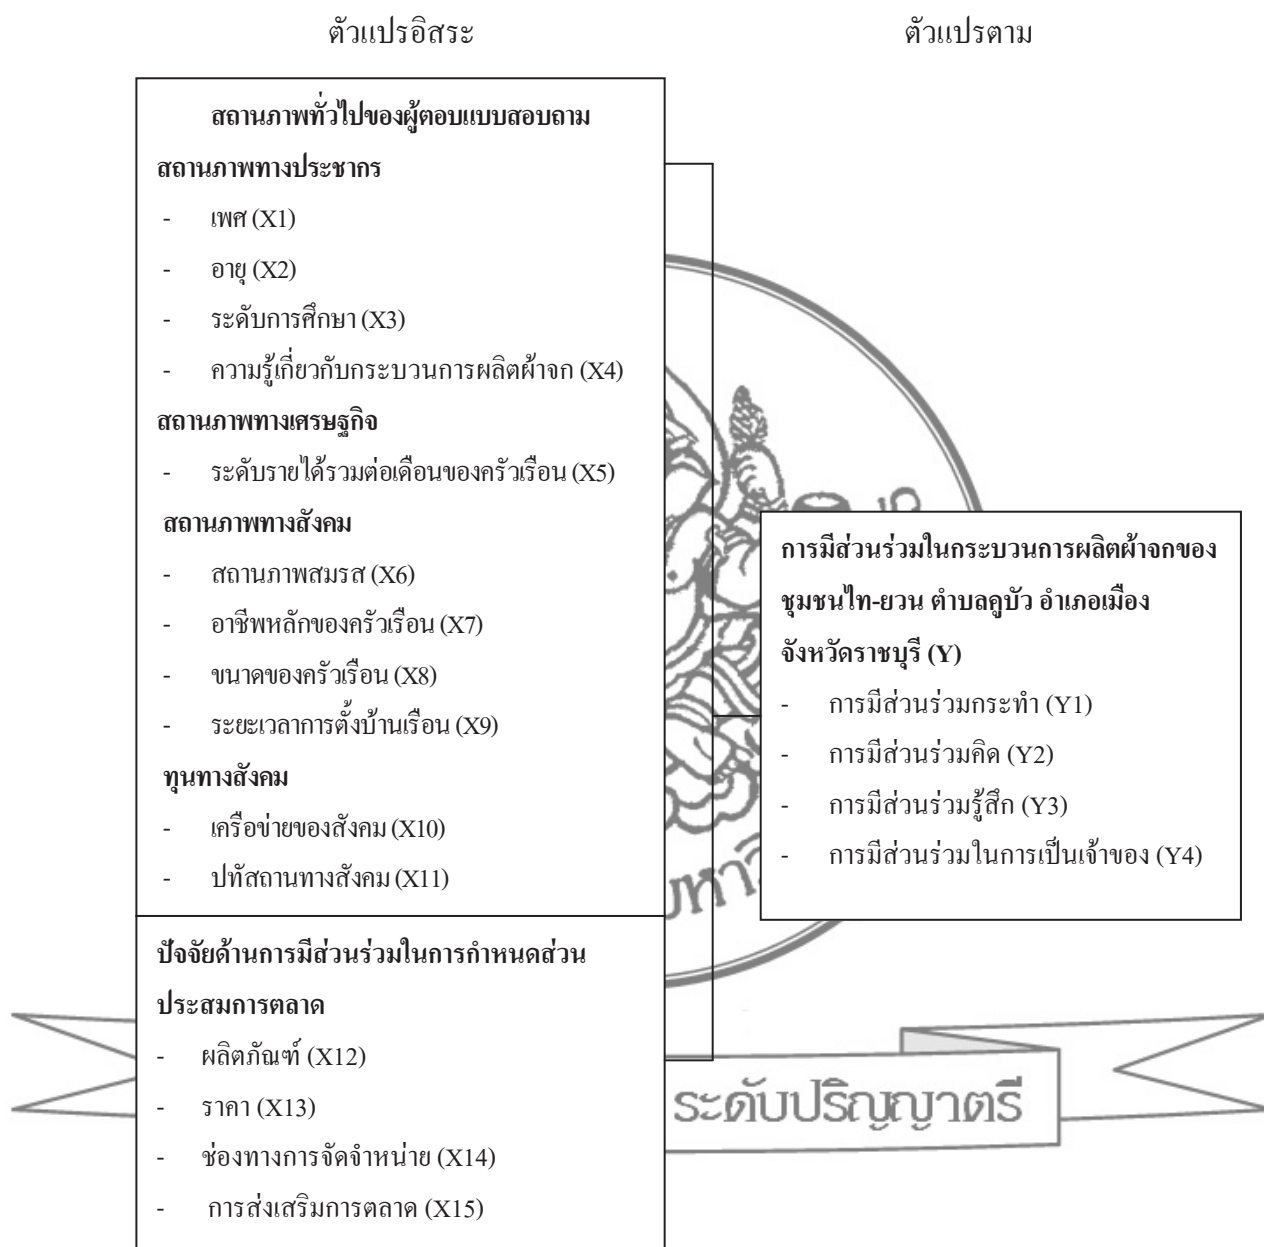 ตัวแปรอิสระ
ตัวแปรตาม
สถานภาพทั่วไปของผู้ตอบแบบสอบถาม
สถานภาพทางประชากร
- เพศ (X1)
- อายุ (X2)
- ระดับการศึกษา (X3)
- ความรู้เกี่ยวกับกระบวนการผลิตผ้าจก (X4)
สถานภาพทางเศรษฐกิจ
- ระดับรายได้รวมต่อเดือนของครัวเรือน (X5)
สถานภาพทางสังคม
- สถานภาพสมรส (X6)
- อาชีพหลักของครัวเรือน (X7)
- ขนาดของครัวเรือน (X8)
- ระยะเวลาการตั้งบ้านเรือน (X9)
ทุนทางสังคม
- เครือข่ายของสังคม (X10)
- ปทัสถานทางสังคม (X11)
ปัจจัยด้านการมีส่วนร่วมในการกำหนดส่วน
ประสมการตลาด
- ผลิตภัณฑ์ (X12)
- ราคา (X13)
- ช่องทางการจัดจำหน่าย (X14)
- การส่งเสริมการตลาด (X15)
การมีส่วนร่วมในกระบวนการผลิตผ้าจกของ
ชุมชนไท-ยวน ตำบลคูบัว อำเภอเมือง
จังหวัดราชบุรี (Y)
- การมีส่วนร่วมกระทำ (Y1)
- การมีส่วนร่วมคิด (Y2)
- การมีส่วนร่วมรู้สึก (Y3)
- การมีส่วนร่วมในการเป็นเจ้าของ (Y4)
ระดับปริญญาตรี